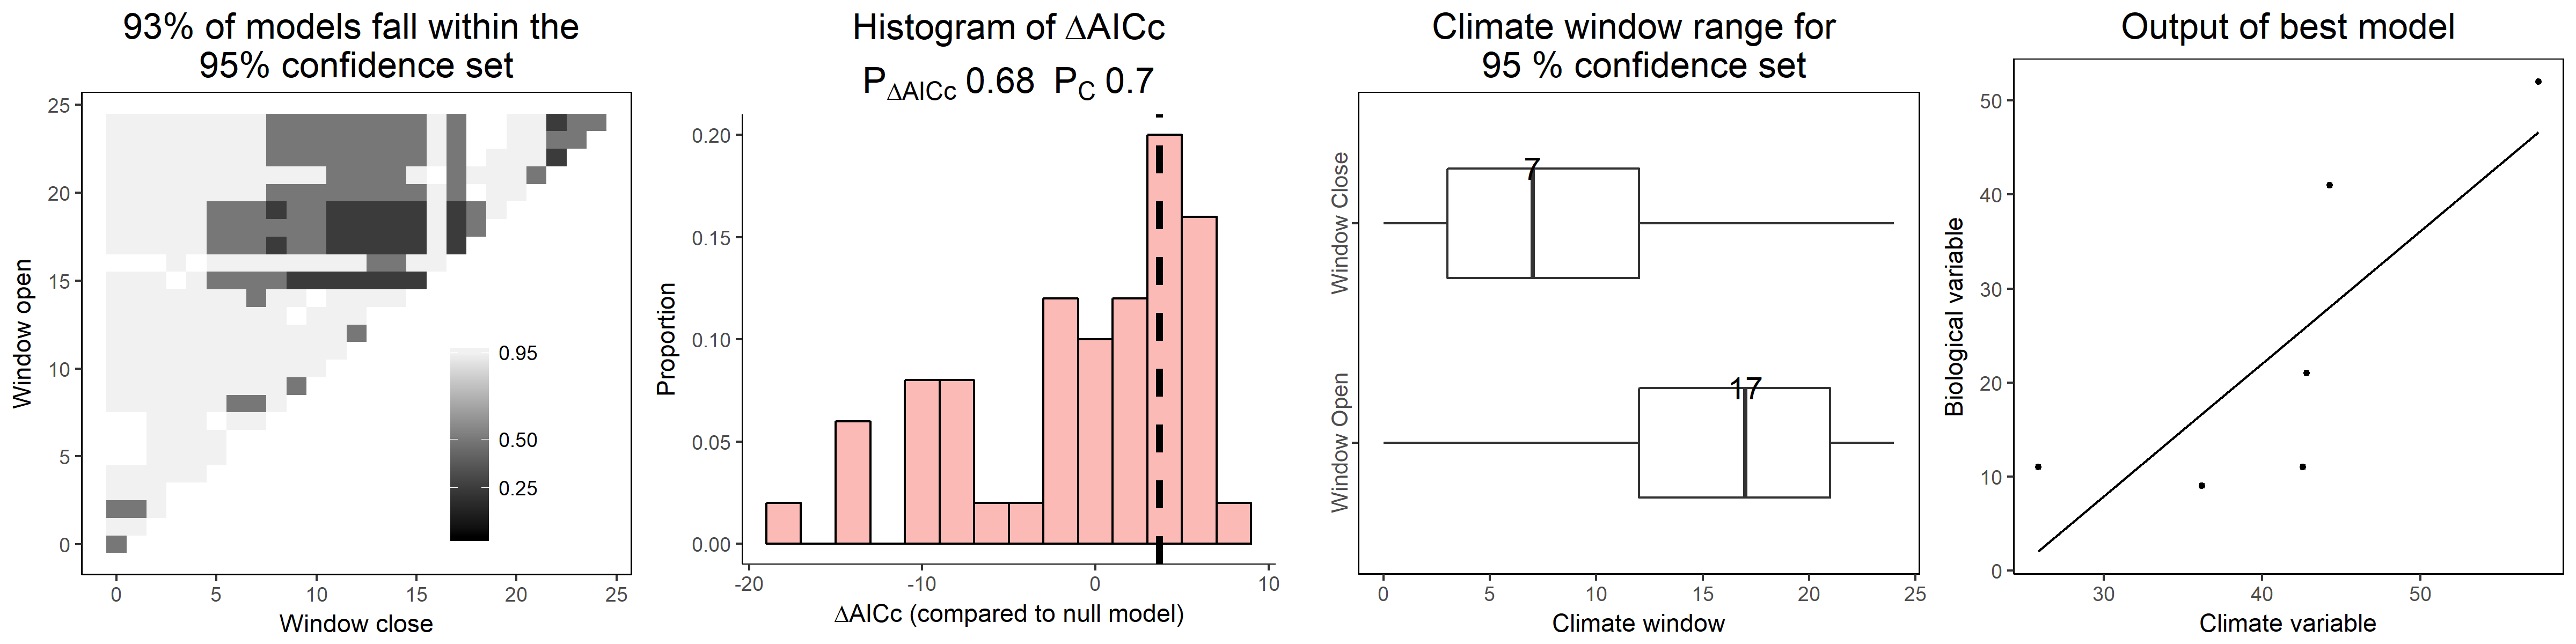 93% of models fall within the
95% confidence set
Window open
25
20
15
10
5
0
0.95
0.50
0.25
0 5 10 15 20 25
Window close
Histogram of ΔAICc
PΔAICc 0.68 PC 0.7
Proportion
0.20
0.15
0.10
0.05
0.00
-20 -10 0 10
ΔAICc (compared to null model)
Climate window range for
95 % confidence set
Window Close
7
Window Open
17
0 5 10 15 20 25
Climate window
Output of best model
Biological variable
50
40
30
20
10
0
30 40 50
Climate variable